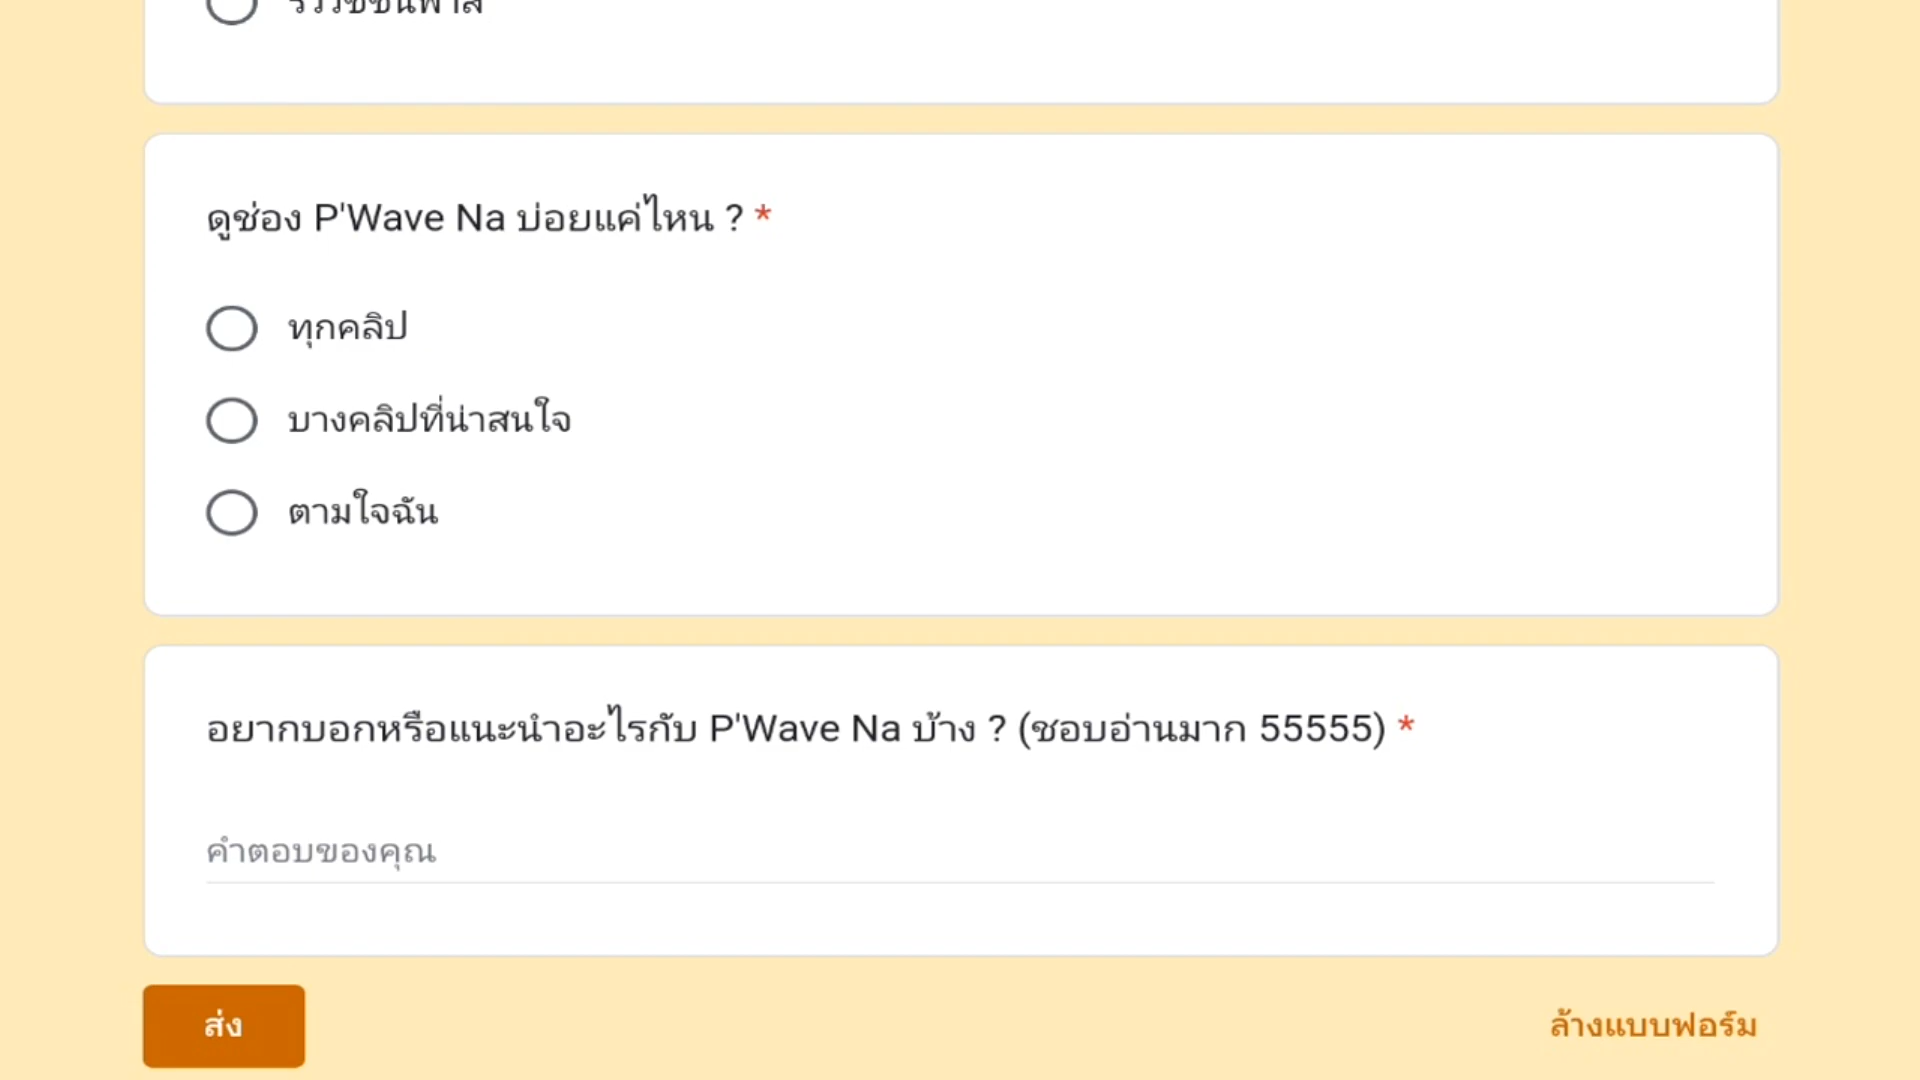 ดูช่อง P'Wave Na บ่อยแค่ไหน ? *
ทุกคลิป
บางคลิปที่น่าสนใจ
ตามใจฉัน
อยากบอกหรือแนะนำอะไรกับ P'Wave Na บ้าง ? (ชอบอ่านมาก 55555) *
คำตอบของคุณ
ส่ง
ล้างแบบฟอร์ม